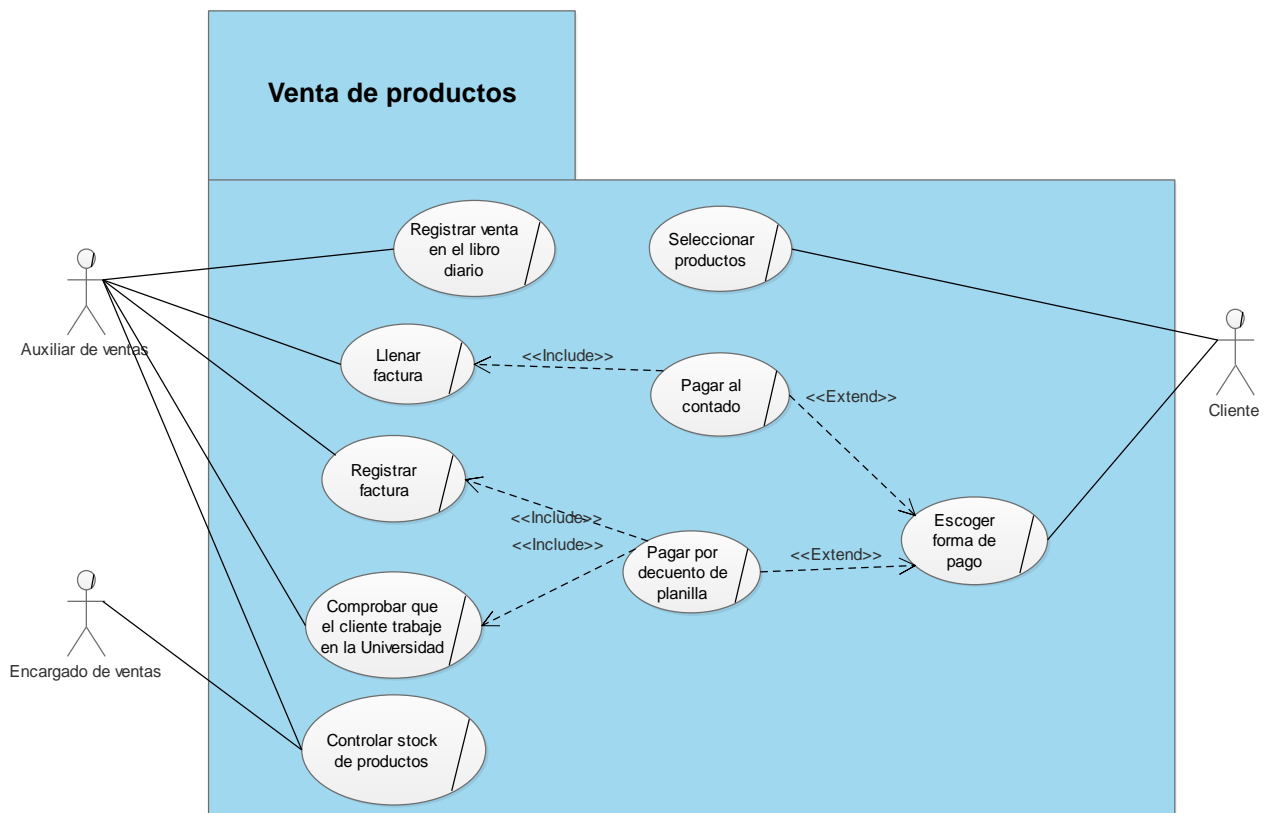 Venta de productos
Registrar venta
en el libro
diario
Seleccionar
productos
Auxiliar de ventas
Llenar
factura
<<Include>>
Pagar al
contado
<<Extend>>
Cliente
Registrar
factura
<<Include>>
<<Include>>
Pagar por
decuento de
planilla
<<Extend>>
Escoger
forma de
pago
Comprobar que
el cliente trabaje
en la Universidad
Encargado de ventas
Controlar stock
de productos